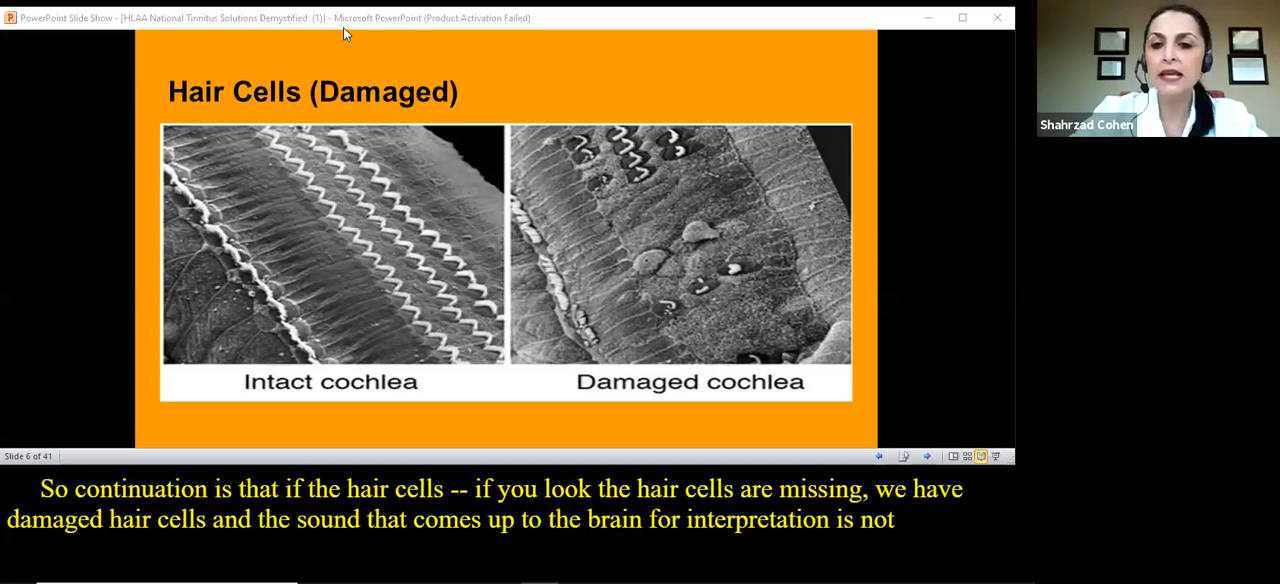 PowerPoint Slide Show - [HLAA National Tinnitus Solutions Demystified (1)] - Microsoft PowerPoint (Product Activation Failed)
Hair Cells (Damaged)
Intact cochlea
Damaged cochlea
Shahrzad Cohen
Slide 6 of 41
So continuation is that if the hair cells -- if you look the hair cells are missing, we have
damaged hair cells and the sound that comes up to the brain for interpretation is not